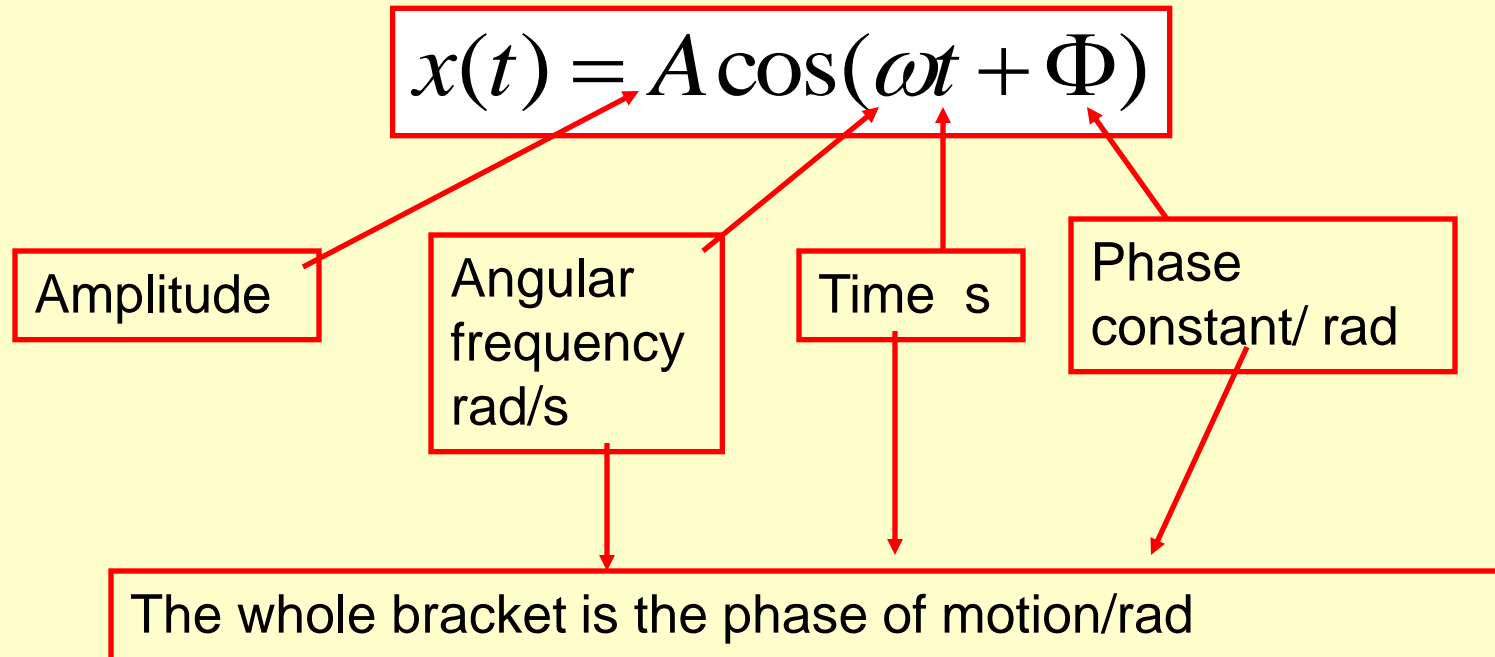 x(t) = A cos(ωt + Φ)
Amplitude
Angular
frequency
rad/s
Time s
Phase
constant/ rad
The whole bracket is the phase of motion/rad